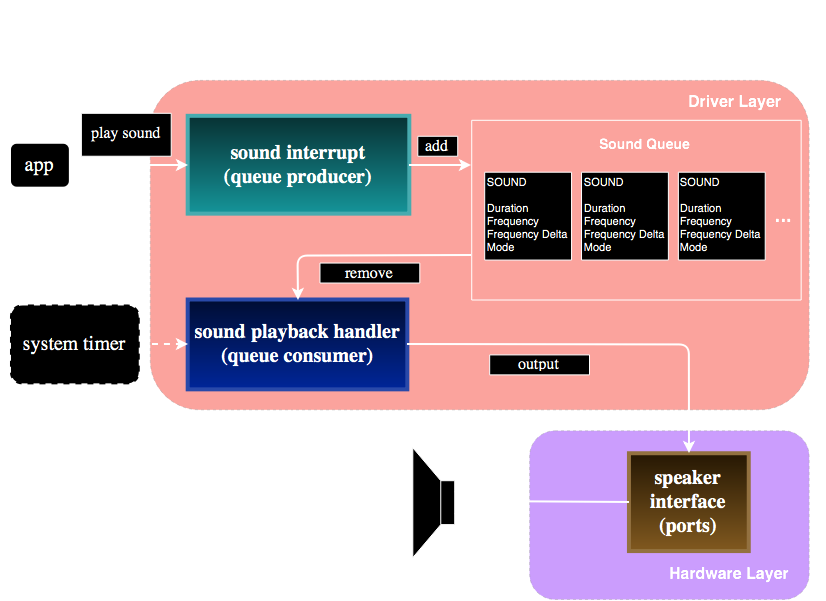 Driver Layer
play sound
app
sound interrupt
(queue producer)
add
Sound Queue
SOUND
Duration
Frequency
Frequency Delta
Mode
SOUND
Duration
Frequency
Frequency Delta
Mode
SOUND
Duration
Frequency
Frequency Delta
Mode
...
remove
system timer
sound playback handler
(queue consumer)
output
speaker
interface
(ports)
Hardware Layer